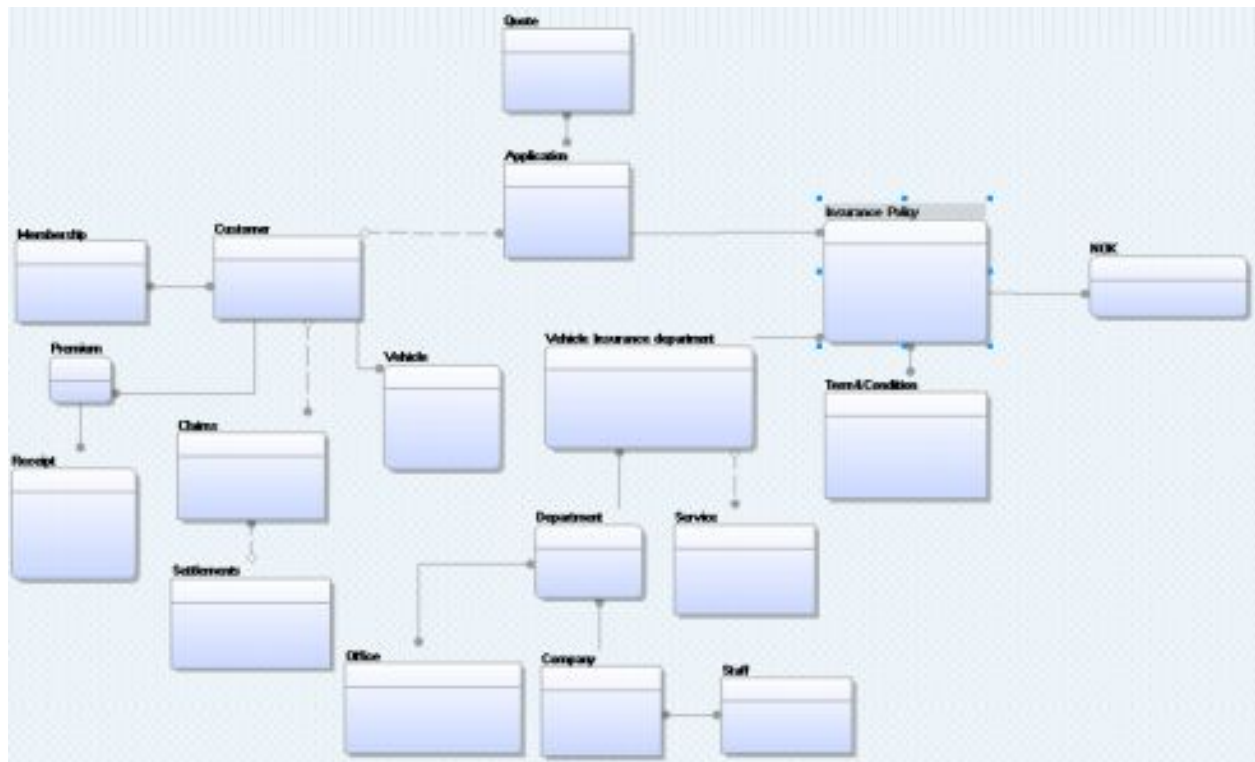 Quote
Application
Insurance Policy
Customer
Membership
NOK
Vehicle Insurance department
Premium
Vehicle
Term&Condition
Claims
Receipt
Department
Service
Settlements
Office
Company
Staff